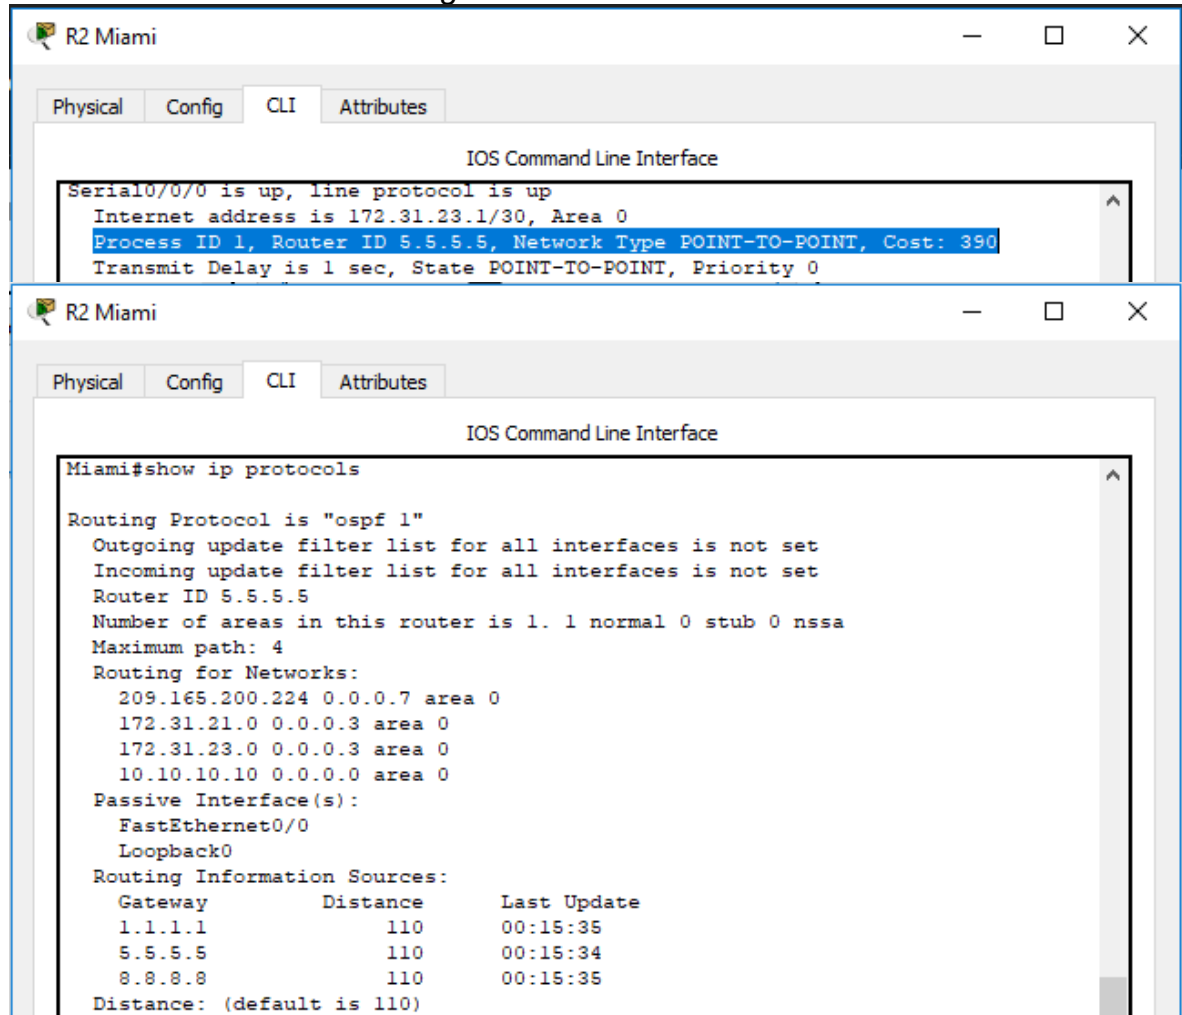 R2 Miami
Physical Config CLI Attributes
IOS Command Line Interface
Serial0/0/0 is up, line protocol is up
Internet address is 172.31.23.1/30, Area 0
Process ID 1, Router ID 5.5.5.5, Network Type POINT-TO-POINT, Cost: 390
Transmit Delay is 1 sec, State POINT-TO-POINT, Priority 0
R2 Miami
Physical Config CLI Attributes
IOS Command Line Interface
Miami#show ip protocols
Routing Protocol is "ospf 1"
Outgoing update filter list for all interfaces is not set
Incoming update filter list for all interfaces is not set
Router ID 5.5.5.5
Number of areas in this router is 1. 1 normal 0 stub 0 nssa
Maximum path: 4
Routing for Networks:
209.165.200.224 0.0.0.7 area 0
172.31.21.0 0.0.0.3 area 0
172.31.23.0 0.0.0.3 area 0
10.10.10.10 0.0.0.0 area 0
Passive Interface(s):
FastEthernet0/0
Loopback0
Routing Information Sources:
Gateway Distance Last Update
1.1.1.1 110 00:15:35
5.5.5.5 110 00:15:34
8.8.8.8 110 00:15:35
Distance: (default is 110)